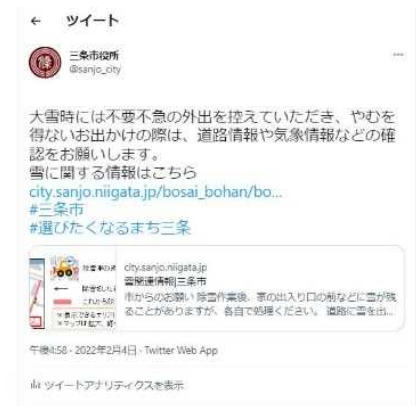 ← ツイート
三条市役所
@sanjo_city
大雪時には不要不急の外出を控えていただき、やむを
得ないお出かけの際は、道路情報や気象情報などの確
認をお願いします。
雪に関する情報はこちら
city.sanjo.niigata.jp/bosai_bohan/bo...
#三条市
#選びたくなるまち三条
city.sanjo.niigata.jp
雪関連情報|三条市
市からのお願い 除雪作業後、家の出入り口の前などに雪が残
ることがありますが、各自で処理ください。 道路に雪を出...
午後4:58 · 2022年2月4日 · Twitter Web App
ツイートアナリティクスを表示